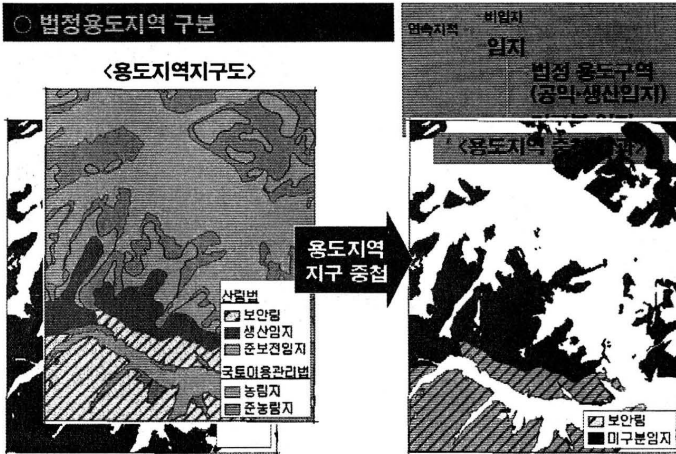 ○ 법정용도지역 구분
<용도지역지구도>
산림법
보안림
생산임지
준보전임지
국토이용관리법
농림지
준농림지
용도지역
지구 중첩
연속지적
비임지
임지
법정 용도구역
(공익·생산임지)
<용도지역 중첩
보안림
미구분임지